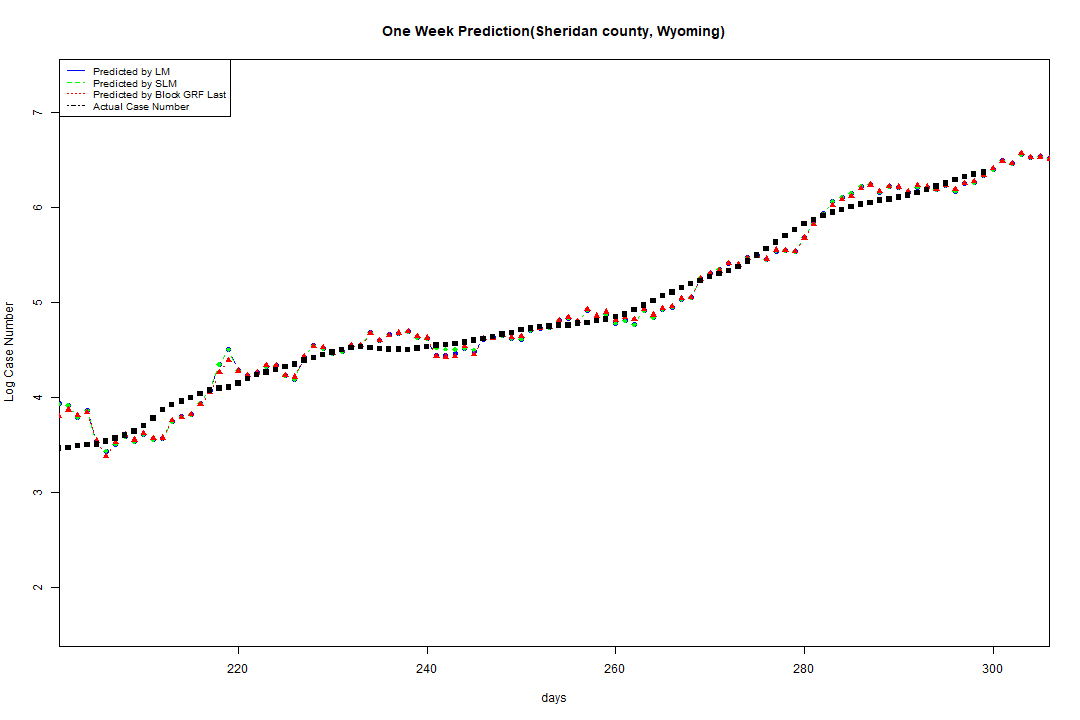 One Week Prediction(Sheridan county, Wyoming)
Predicted by LM
Predicted by SLM
Predicted by Block GRF Last
Actual Case Number
7
6
5
4
3
2
Log Case Number
220 240 260 280 300
days